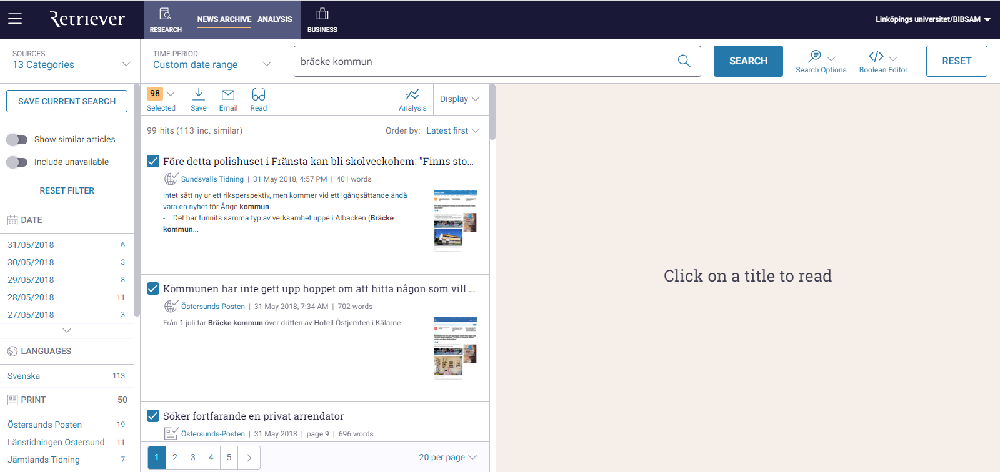 Retriever
RESEARCH
NEWS ARCHIVE
ANALYSIS
BUSINESS
Linköpings universitet/BIBSAM
SOURCES
13 Categories
TIME PERIOD
Custom date range
bräcke kommun
SEARCH
Search Options
Boolean Editor
RESET
SAVE CURRENT SEARCH
Show similar articles
Include unavailable
RESET FILTER
DATE
31/05/2018 6
30/05/2018 3
29/05/2018 8
28/05/2018 11
27/05/2018 3
LANGUAGES
Svenska 113
PRINT 50
Östersunds-Posten 19
Länstidningen Östersund 11
Jämtlands Tidning 7
98
Selected
Save
Email
Read
Analysis
Display
99 hits (113 inc. similar)
Order by: Latest first
Före detta polishuset i Fränsta kan bli skolveckohem: "Finns sto...
Sundsvalls Tidning | 31 May 2018, 4:57 PM | 401 words
intet sätt ny ur ett riksperspektiv, men kommer vid ett igångsättande ändå
vara en nyhet för Ånge kommun.
-... Det har funnits samma typ av verksamhet uppe i Albacken (Bräcke
kommun...
Kommunen har inte gett upp hoppet om att hitta någon som vill ...
Östersunds-Posten | 31 May 2018, 7:34 AM | 702 words
Från 1 juli tar Bräcke kommun över driften av Hotell Östjemten i Kälarne.
Söker fortfarande en privat arrendator
Östersunds-Posten | 31 May 2018 | page 9 | 696 words
1 2 3 4 5
20 per page
Click on a title to read